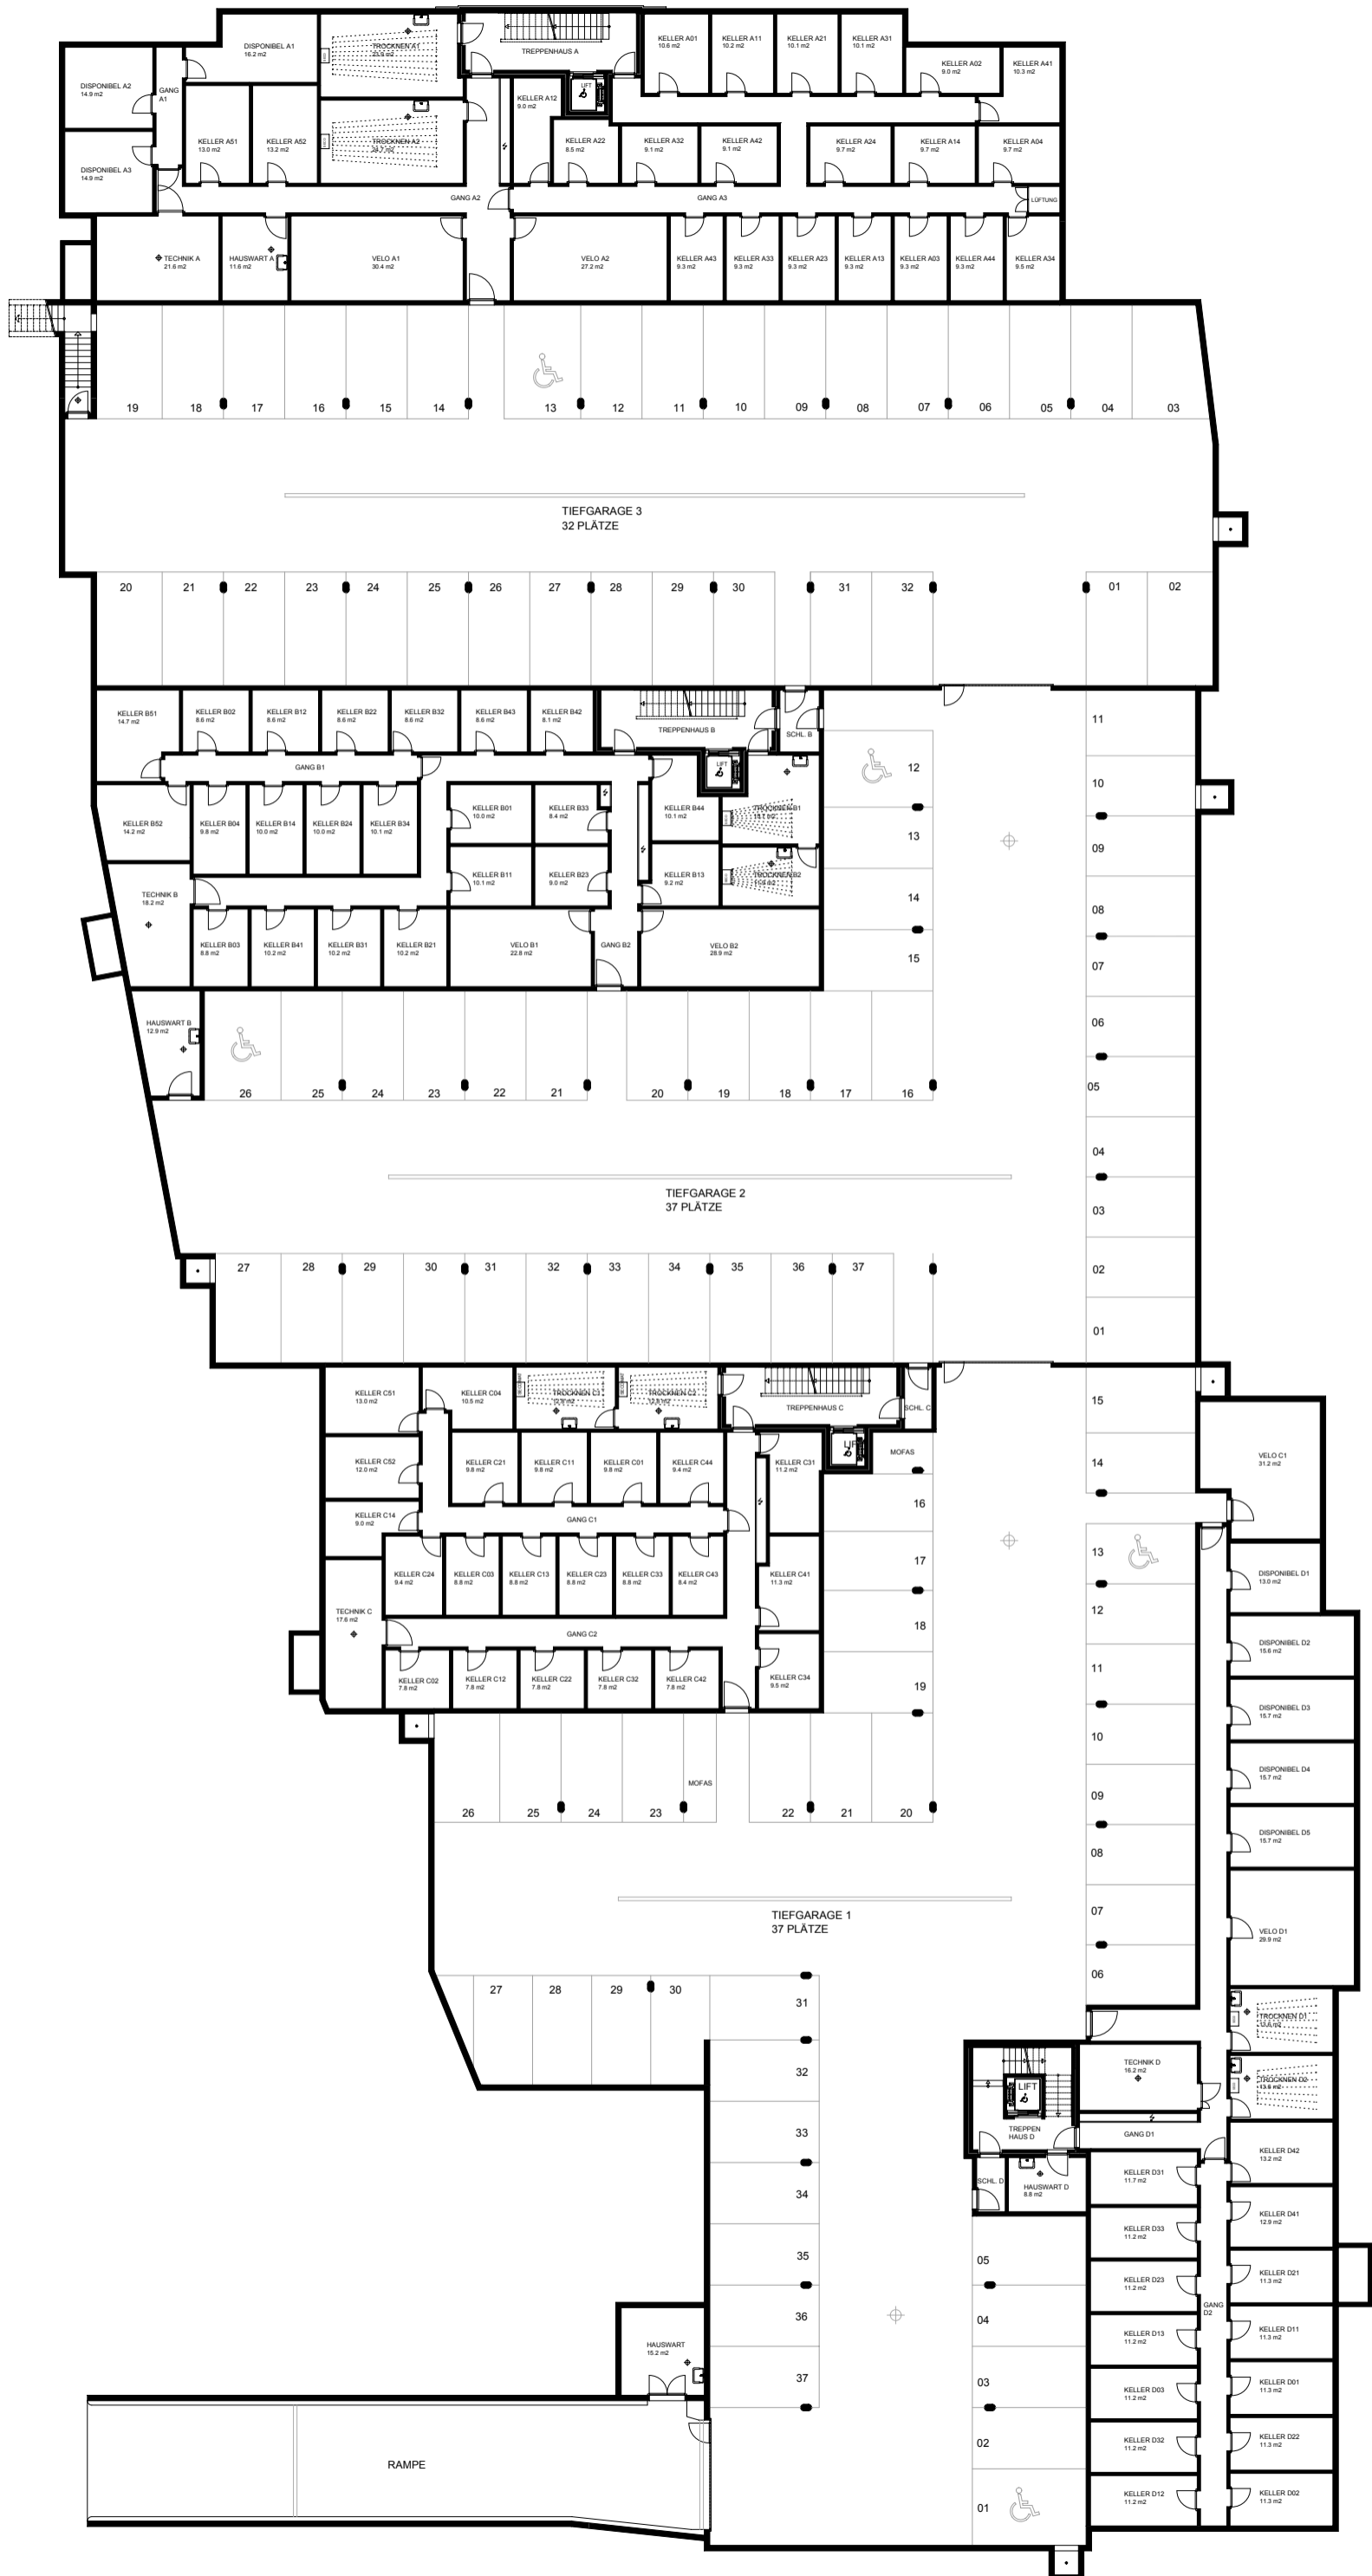 DISPONIBEL A1
16.2 m2
TROCKNEN A1
TREPPENHAUS A
LIFT
KELLER A01
10.6 m2
KELLER A11
10.2 m2
KELLER A21
10.1 m2
KELLER A31
10.1 m2
KELLER A02
9.0 m2
KELLER A41
10.3 m2
DISPONIBEL A2
14.9 m2
GANG
A1
KELLER A12
9.0 m2
DISPONIBEL A3
14.9 m2
KELLER A51
13.0 m2
KELLER A52
13.2 m2
TROCKNEN A2
KELLER A22
8.5 m2
KELLER A32
9.1 m2
KELLER A42
9.1 m2
KELLER A24
9.7 m2
KELLER A14
9.7 m2
KELLER A04
9.7 m2
GANG A2
GANG A3
LÜFTUNG
TECHNIK A
21.6 m2
HAUSWART A
11.6 m2
VELO A1
30.4 m2
VELO A2
27.2 m2
KELLER A43
9.3 m2
KELLER A33
9.3 m2
KELLER A23
9.3 m2
KELLER A13
9.3 m2
KELLER A03
9.3 m2
KELLER A44
9.3 m2
KELLER A34
9.5 m2
19
18
17
16
15
14
13
12
11
10
09
08
07
06
05
04
03
TIEFGARAGE 3
32 PLÄTZE
20
21
22
23
24
25
26
27
28
29
30
31
32
01
02
KELLER B51
14.7 m2
KELLER B02
8.6 m2
KELLER B12
8.6 m2
KELLER B22
8.6 m2
KELLER B32
8.6 m2
KELLER B43
8.6 m2
KELLER B42
8.1 m2
TREPPENHAUS B
SCHL. B
LIFT
GANG B1
KELLER B52
14.2 m2
KELLER B04
9.8 m2
KELLER B14
10.0 m2
KELLER B24
10.0 m2
KELLER B34
10.1 m2
KELLER B01
10.0 m2
KELLER B33
8.4 m2
KELLER B44
10.1 m2
TROCKNEN B1
KELLER B11
10.1 m2
KELLER B23
9.0 m2
KELLER B13
9.2 m2
TROCKNEN B2
TECHNIK B
18.2 m2
KELLER B03
8.8 m2
KELLER B41
10.2 m2
KELLER B31
10.2 m2
KELLER B21
10.2 m2
VELO B1
22.8 m2
GANG B2
VELO B2
28.9 m2
HAUSWART B
12.9 m2
12
13
14
15
11
10
09
08
07
06
05
04
03
02
01
26
25
24
23
22
21
20
19
18
17
16
TIEFGARAGE 2
37 PLÄTZE
27
28
29
30
31
32
33
34
35
36
37
KELLER C51
13.0 m2
KELLER C04
10.5 m2
TROCKNEN C1
TROCKNEN C2
TREPPENHAUS C
SCHL. C
LIFT
MOFAS
KELLER C52
12.0 m2
KELLER C21
9.8 m2
KELLER C11
9.8 m2
KELLER C01
9.8 m2
KELLER C44
9.4 m2
KELLER C31
11.2 m2
KELLER C14
9.0 m2
GANG C1
KELLER C24
9.4 m2
KELLER C03
8.8 m2
KELLER C13
8.8 m2
KELLER C23
8.8 m2
KELLER C33
8.8 m2
KELLER C43
8.4 m2
KELLER C41
11.3 m2
TECHNIK C
17.6 m2
GANG C2
KELLER C02
7.8 m2
KELLER C12
7.8 m2
KELLER C22
7.8 m2
KELLER C32
7.8 m2
KELLER C42
7.8 m2
KELLER C34
9.5 m2
16
17
18
19
15
14
13
12
11
10
09
08
07
06
VELO C1
31.2 m2
DISPONIBEL D1
13.0 m2
DISPONIBEL D2
15.6 m2
DISPONIBEL D3
15.7 m2
DISPONIBEL D4
15.7 m2
DISPONIBEL D5
15.7 m2
VELO D1
29.9 m2
26
25
24
23
MOFAS
22
21
20
TIEFGARAGE 1
37 PLÄTZE
27
28
29
30
31
32
33
34
35
36
37
TROCKNEN D1
TROCKNEN D2
TECHNIK D
16.2 m2
LIFT
TREPPEN
HAUS D
GANG D1
SCHL. D
HAUSWART D
8.8 m2
KELLER D42
13.2 m2
KELLER D31
11.7 m2
KELLER D41
12.9 m2
KELLER D33
11.2 m2
KELLER D21
11.3 m2
KELLER D23
11.2 m2
GANG
D2
KELLER D11
11.3 m2
KELLER D13
11.2 m2
KELLER D01
11.3 m2
KELLER D03
11.2 m2
KELLER D22
11.3 m2
KELLER D32
11.2 m2
KELLER D02
11.3 m2
KELLER D12
11.2 m2
05
04
03
02
01
HAUSWART
15.2 m2
RAMPE